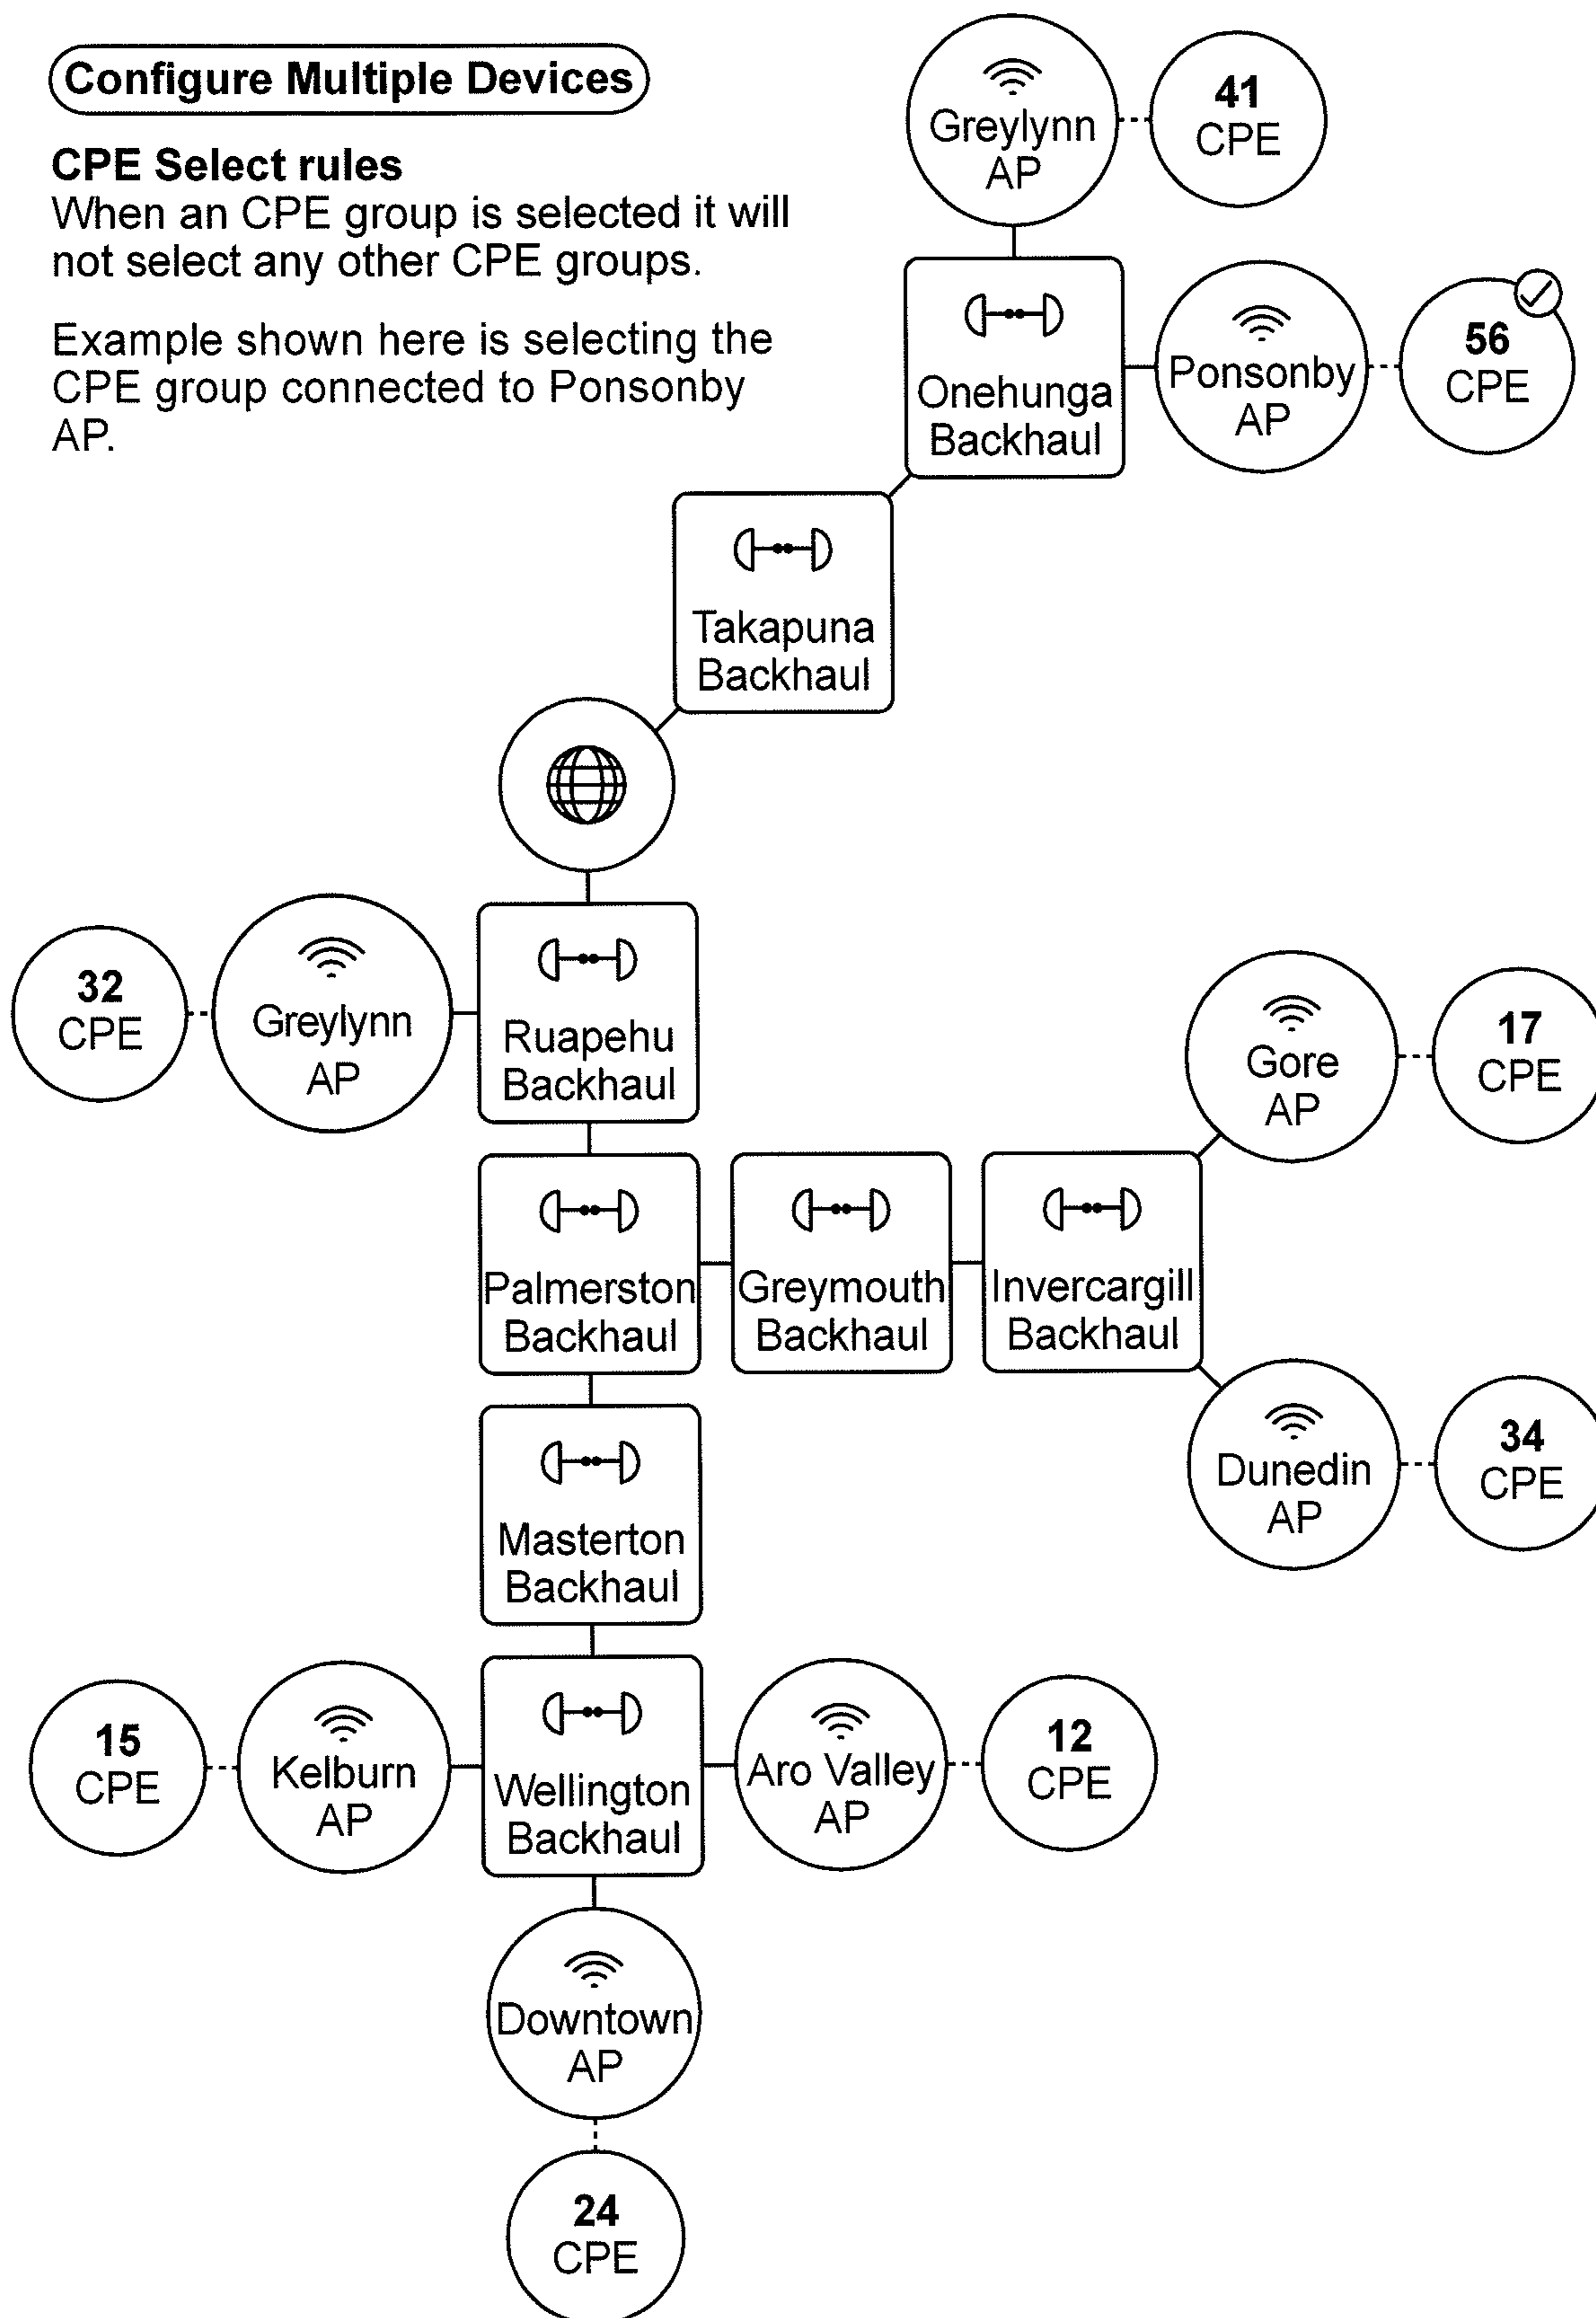 Configure Multiple Devices
CPE Select rules
When an CPE group is selected it will
not select any other CPE groups.
Example shown here is selecting the
CPE group connected to Ponsonby
AP.
Greylynn
AP
41
CPE
Onehunga
Backhaul
Ponsonby
AP
56
CPE
Takapuna
Backhaul
32
CPE
Greylynn
AP
Ruapehu
Backhaul
Gore
AP
17
CPE
Palmerston
Backhaul
Greymouth
Backhaul
Invercargill
Backhaul
Dunedin
AP
34
CPE
Masterton
Backhaul
15
CPE
Kelburn
AP
Wellington
Backhaul
Aro Valley
AP
12
CPE
Downtown
AP
24
CPE